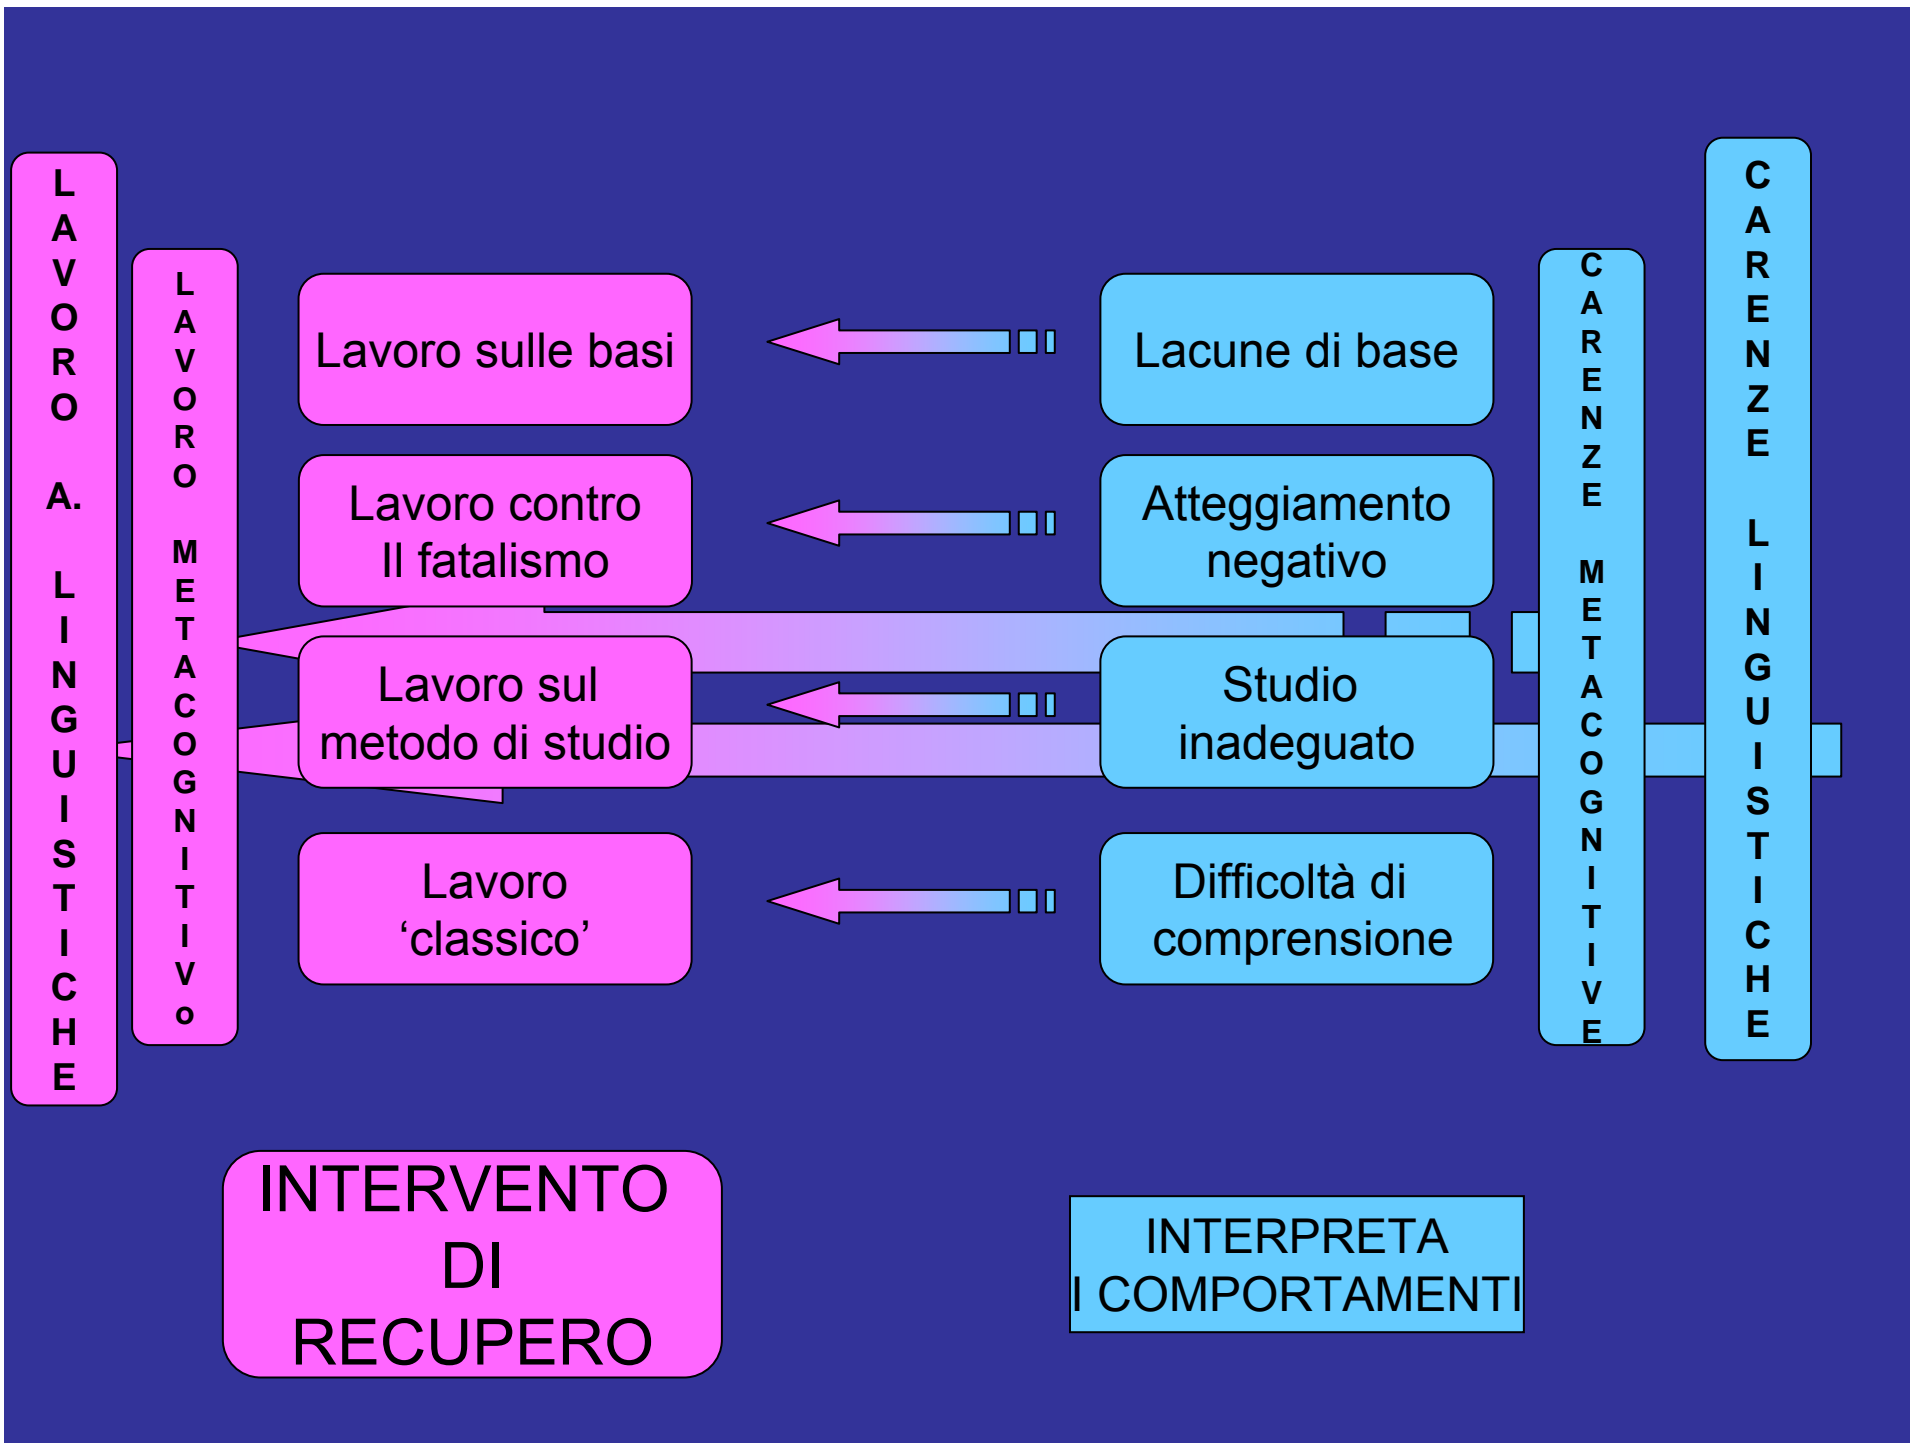 LAVORO A. LINGUISTICHE
LAVORO METACOGNITIVo
Lavoro sulle basi
Lacune di base
Lavoro contro
Il fatalismo
Atteggiamento
negativo
Lavoro sul
metodo di studio
Studio
inadeguato
Lavoro
‘classico’
Difficoltà di
comprensione
CARENZE METACOGNITIVE
CARENZE LINGUISTICHE
INTERVENTO
DI
RECUPERO
INTERPRETA
I COMPORTAMENTI